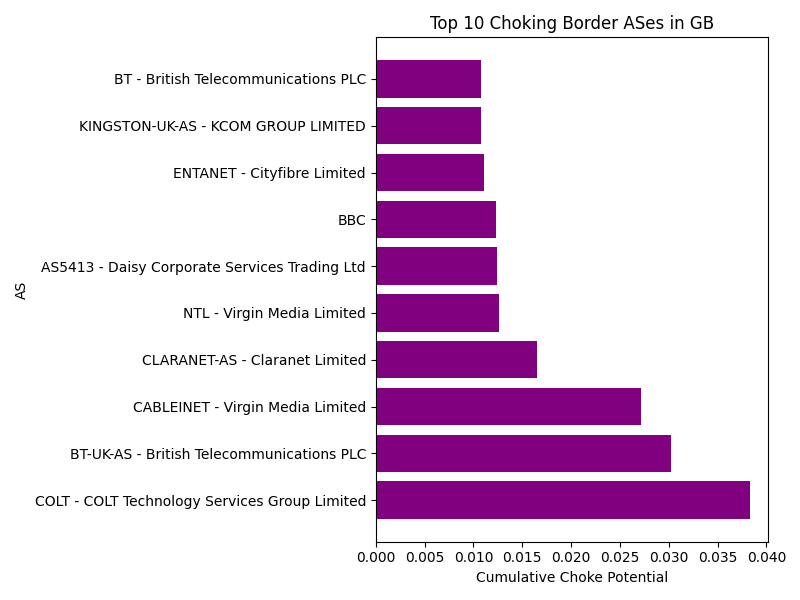 Top 10 Choking Border ASes in GB
BT - British Telecommunications PLC
KINGSTON-UK-AS - KCOM GROUP LIMITED
ENTANET - Cityfibre Limited
BBC
AS5413 - Daisy Corporate Services Trading Ltd
NTL - Virgin Media Limited
CLARANET-AS - Claranet Limited
CABLEINET - Virgin Media Limited
BT-UK-AS - British Telecommunications PLC
COLT - COLT Technology Services Group Limited
AS
0.000 0.005 0.010 0.015 0.020 0.025 0.030 0.035 0.040
Cumulative Choke Potential